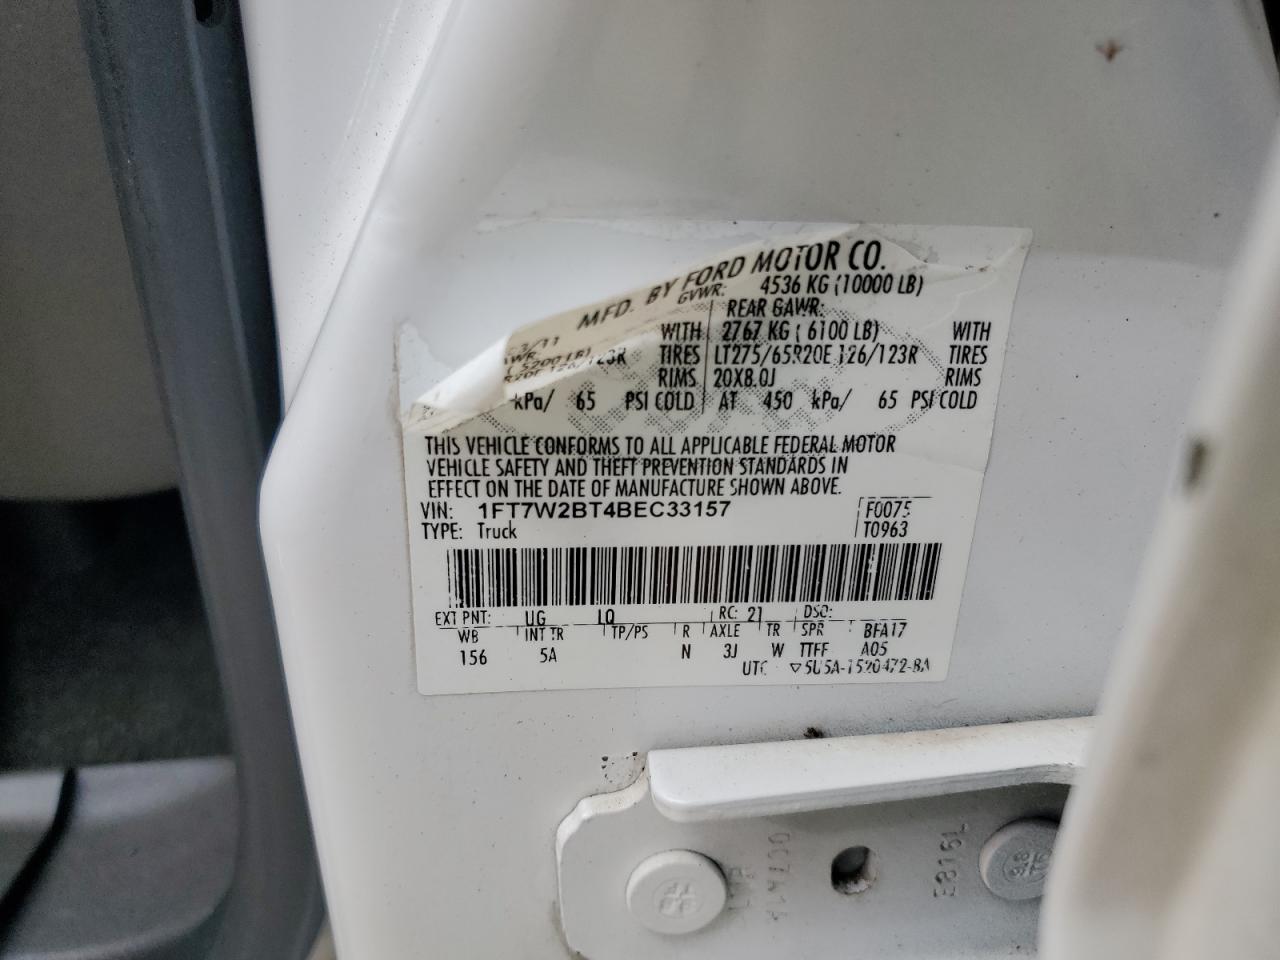 MFD. BY FORD MOTOR CO.
GVWR: 4536 KG (10000 LB)
3/11
REAR GAWR:
WITH 2767 KG ( 6100 LB) WITH
TIRES LT275/65R20E 126/123R TIRES
RIMS 20X8.0J RIMS
kPa/ 65 PSI COLD AT 450 kPa/ 65 PSI COLD
THIS VEHICLE CONFORMS TO ALL APPLICABLE FEDERAL MOTOR
VEHICLE SAFETY AND THEFT PREVENTION STANDARDS IN
EFFECT ON THE DATE OF MANUFACTURE SHOWN ABOVE.
VIN: 1FT7W2BT4BEC33157 F0075
TYPE: Truck T0963
EXT PNT: UG LQ RC: 21 DSO:
WB INT TR TP/PS R AXLE TR SPR BFA17
156 5A N 3J W TTFF A05
UTC ▽5U5A-1520472-BA